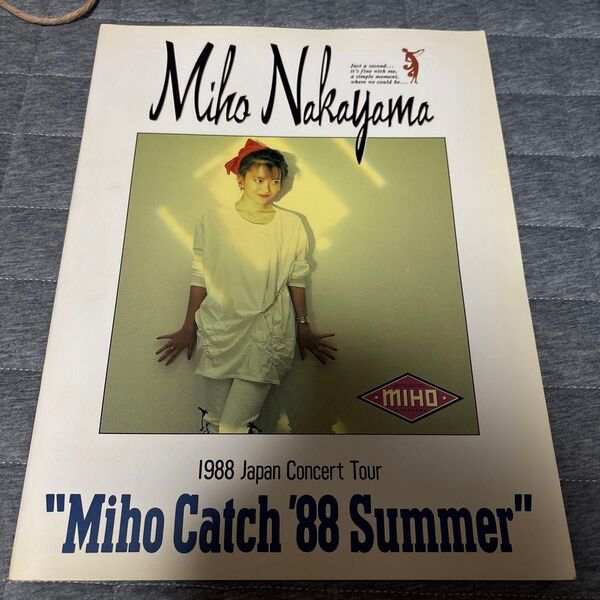 Miho Nakayama
Just a second...
it's fine with me,
a simple moment,
where we could be...
MIHO
NAKAYAMA
1988 Japan Concert Tour
"Miho Catch '88 Summer"